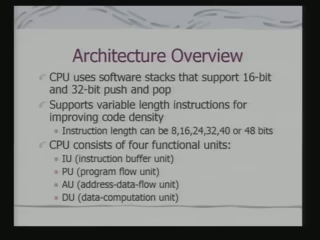 Architecture Overview
CPU uses software stacks that support 16-bit
and 32-bit push and pop
Supports variable length instructions for
improving code density
Instruction length can be 8,16,24,32,40 or 48 bits
CPU consists of four functional units:
IU (instruction buffer unit)
PU (program flow unit)
AU (address-data-flow unit)
DU (data-computation unit)